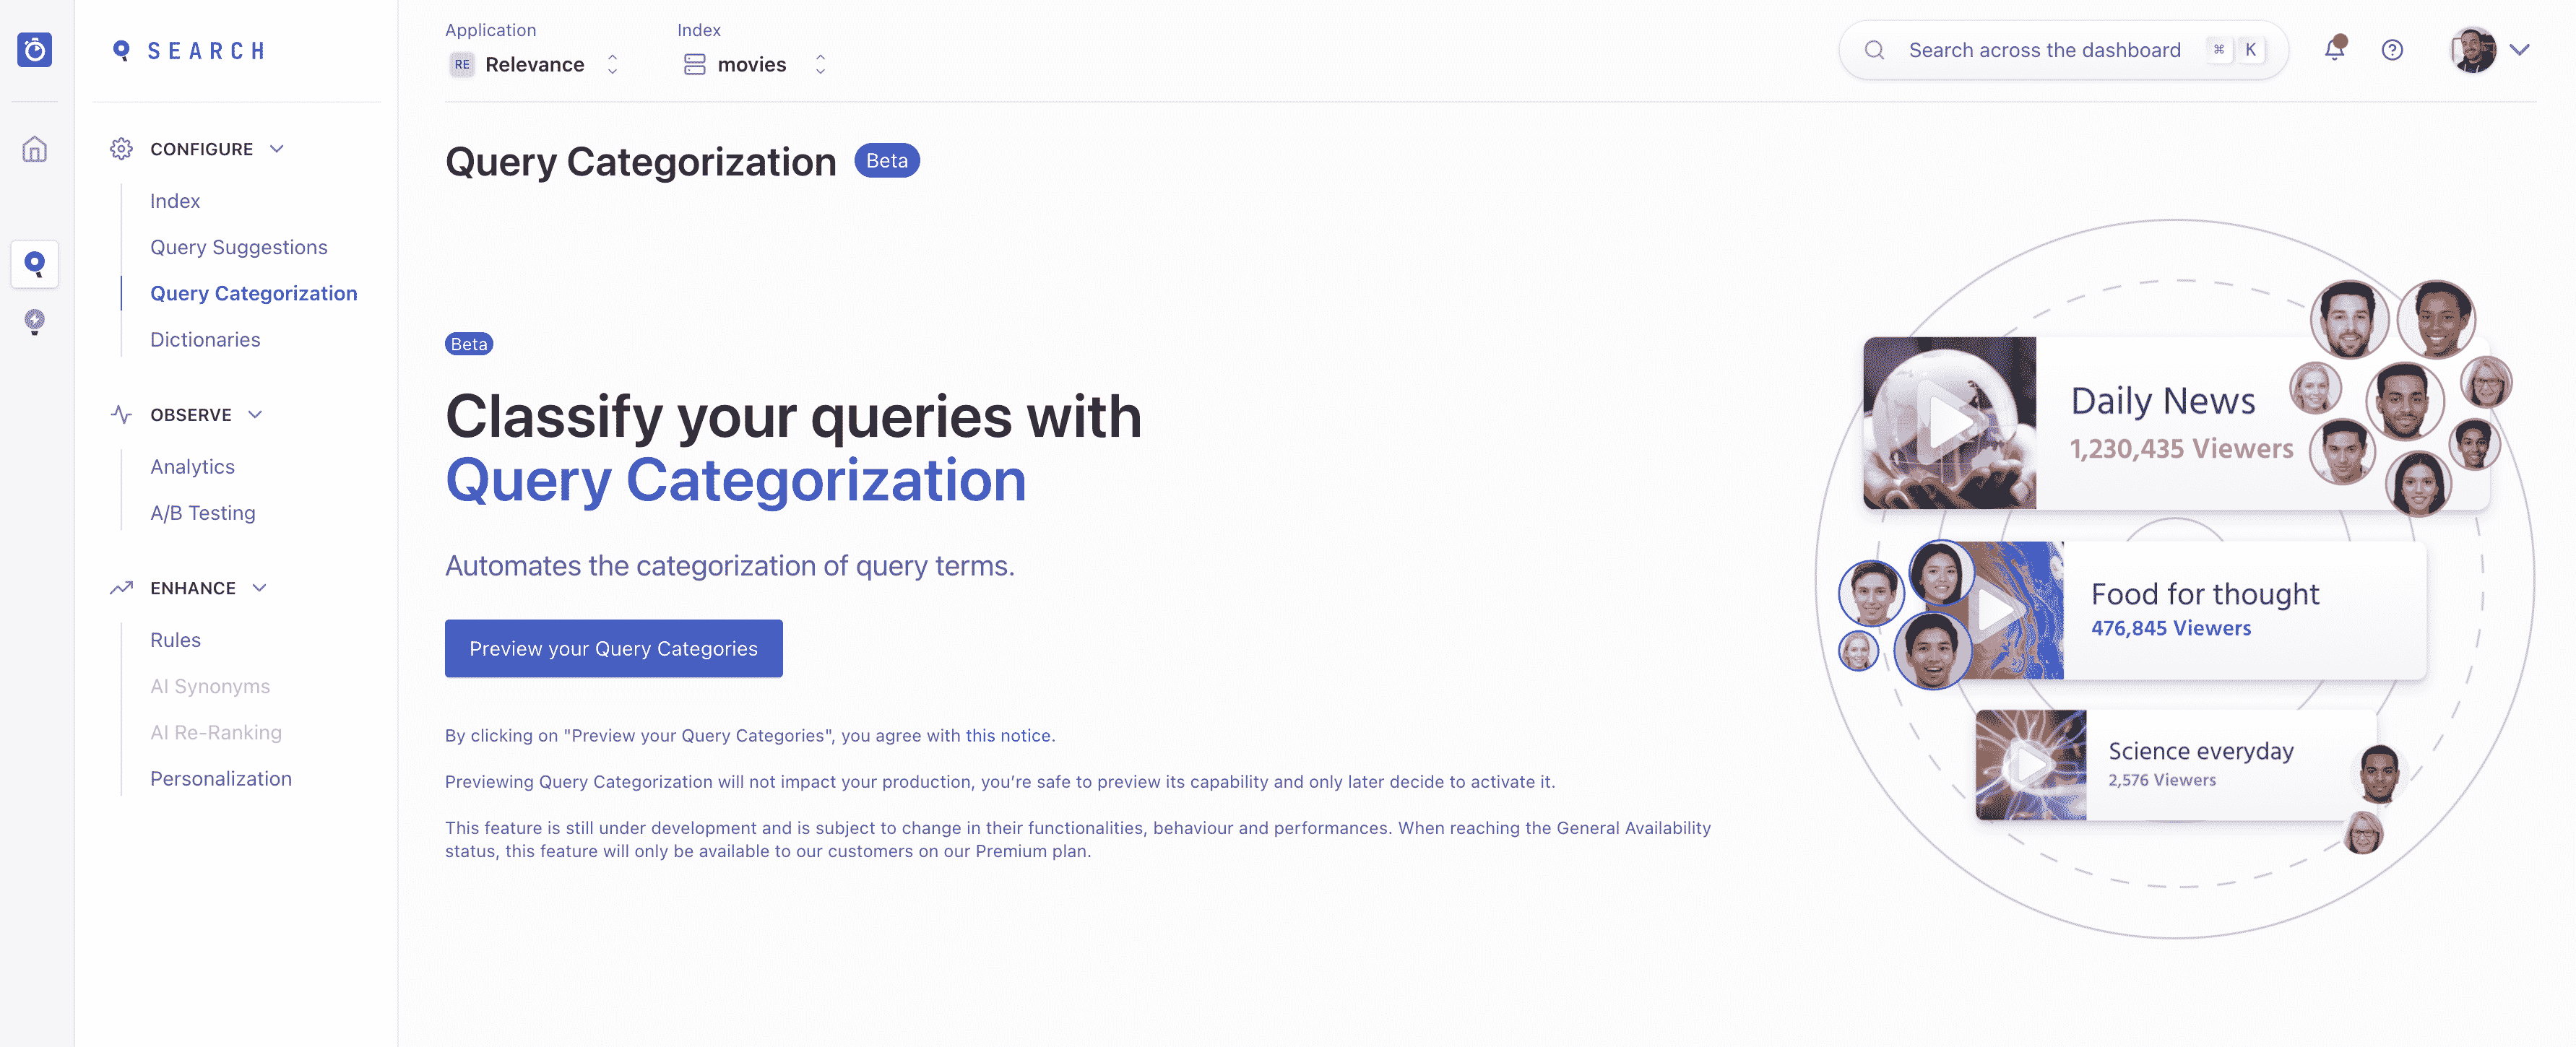 SEARCH
CONFIGURE
Index
Query Suggestions
Query Categorization
Dictionaries
OBSERVE
Analytics
A/B Testing
ENHANCE
Rules
AI Synonyms
AI Re-Ranking
Personalization
Application
RE Relevance
Index
movies
Search across the dashboard ⌘ K
Query Categorization Beta
Beta
Classify your queries with
Query Categorization
Automates the categorization of query terms.
Preview your Query Categories
By clicking on "Preview your Query Categories", you agree with this notice.
Previewing Query Categorization will not impact your production, you’re safe to preview its capability and only later decide to activate it.
This feature is still under development and is subject to change in their functionalities, behaviour and performances. When reaching the General Availability
status, this feature will only be available to our customers on our Premium plan.
Daily News
1,230,435 Viewers
Food for thought
476,845 Viewers
Science everyday
2,576 Viewers